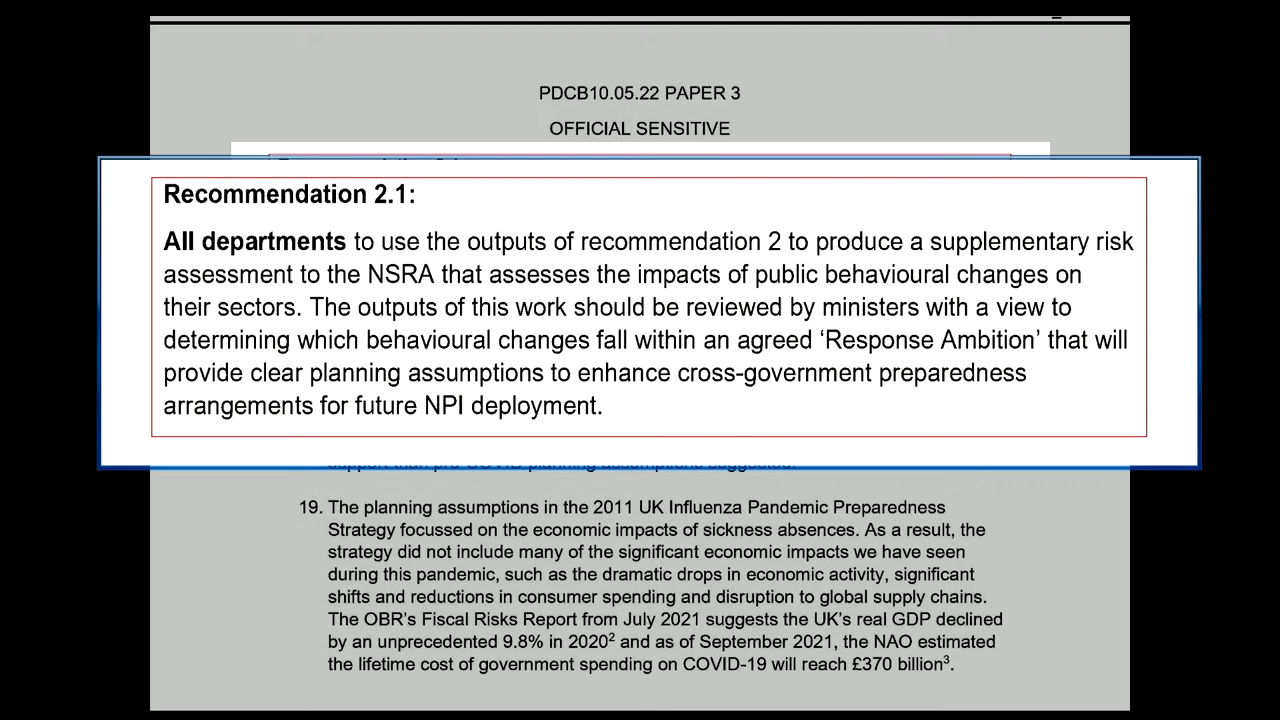 PDCB10.05.22 PAPER 3
OFFICIAL SENSITIVE
Recommendation 2.1:
All departments to use the outputs of recommendation 2 to produce a supplementary risk
assessment to the NSRA that assesses the impacts of public behavioural changes on
their sectors. The outputs of this work should be reviewed by ministers with a view to
determining which behavioural changes fall within an agreed ‘Response Ambition’ that will
provide clear planning assumptions to enhance cross-government preparedness
arrangements for future NPI deployment.
support than pre-COVID planning assumptions suggested.
19. The planning assumptions in the 2011 UK Influenza Pandemic Preparedness
Strategy focussed on the economic impacts of sickness absences. As a result, the
strategy did not include many of the significant economic impacts we have seen
during this pandemic, such as the dramatic drops in economic activity, significant
shifts and reductions in consumer spending and disruption to global supply chains.
The OBR’s Fiscal Risks Report from July 2021 suggests the UK’s real GDP declined
by an unprecedented 9.8% in 2020² and as of September 2021, the NAO estimated
the lifetime cost of government spending on COVID-19 will reach £370 billion³.